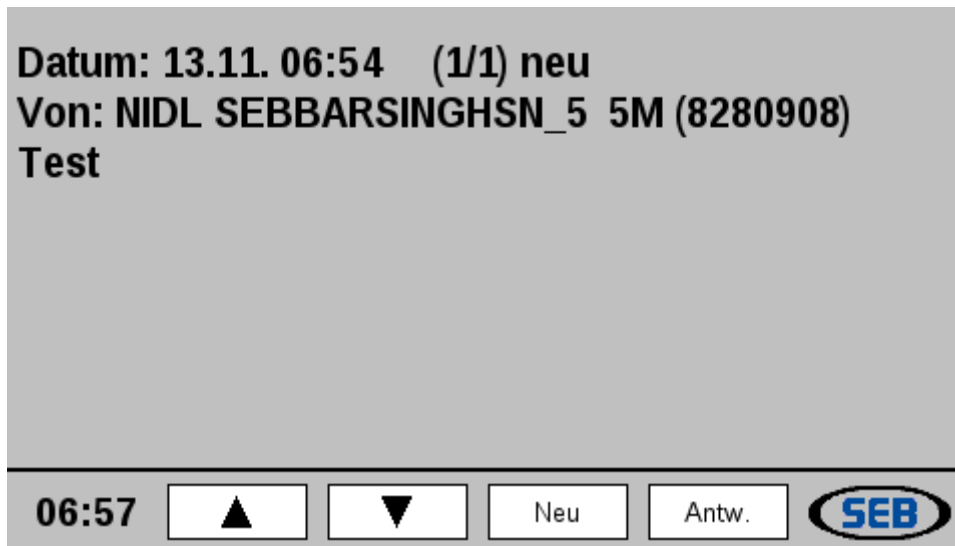 Datum: 13.11. 06:54 (1/1) neu
Von: NIDL SEBBARSINGHSN_5 5M (8280908)
Test
06:57 ▲ ▼ Neu Antw. SEB